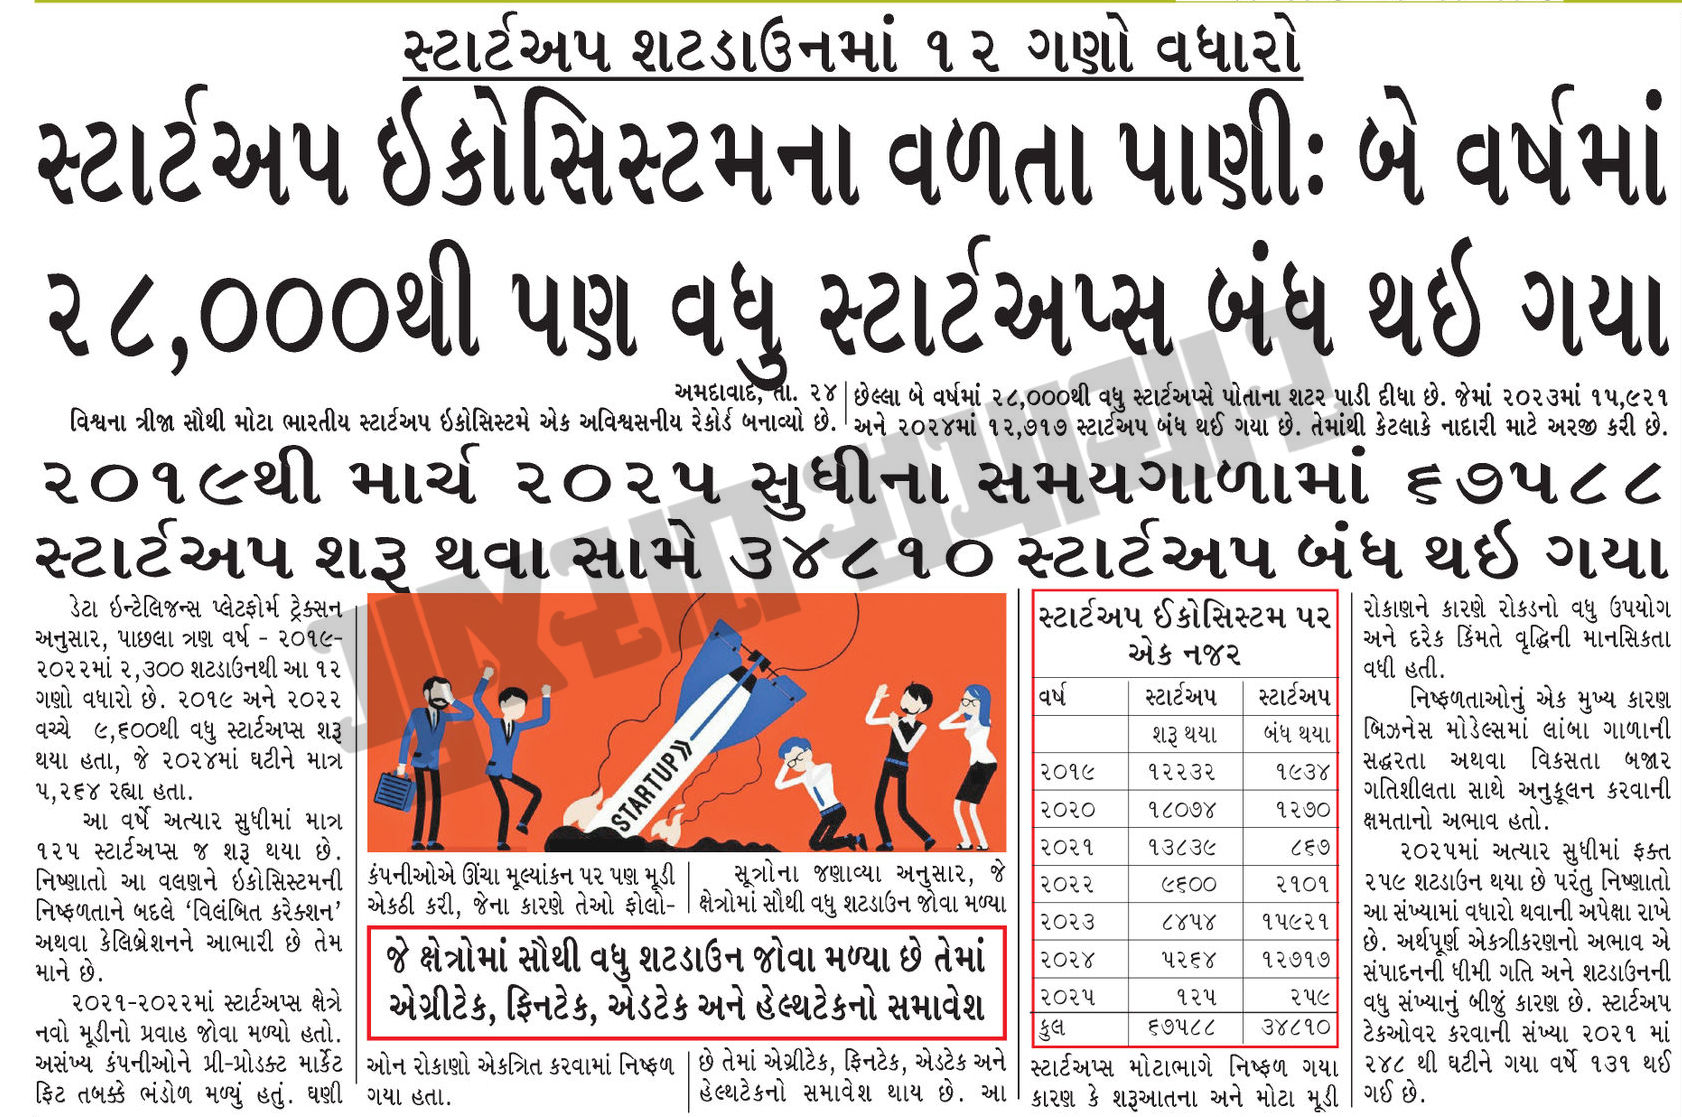 સ્ટાર્ટઅપ શટડાઉનમાં ૧૨ ગણો વધારો
સ્ટાર્ટઅપ ઈકોસિસ્ટમના વળતા પાણી: બે વર્ષમાં
૨૮,૦૦૦થી પણ વધુ સ્ટાર્ટઅપ્સ બંધ થઈ ગયા
અમદાવાદ, તા. ૨૪
વિશ્વના ત્રીજા સૌથી મોટા ભારતીય સ્ટાર્ટઅપ ઇકોસિસ્ટમે એક અવિશ્વસનીય રેકોર્ડ બનાવ્યો છે.
છેલ્લા બે વર્ષમાં ૨૮,૦૦૦થી વધુ સ્ટાર્ટઅપ્સે પોતાના શટર પાડી દીધા છે. જેમાં ૨૦૨૩માં ૧૫,૯૨૧
અને ૨૦૨૪માં ૧૨,૭૧૭ સ્ટાર્ટઅપ બંધ થઈ ગયા છે. તેમાંથી કેટલાકે નાદારી માટે અરજી કરી છે.
૨૦૧૯થી માર્ચ ૨૦૨૫ સુધીના સમયગાળામાં ૬૭૫૮૮
સ્ટાર્ટઅપ શરૂ થવા સામે ૩૪૮૧૦ સ્ટાર્ટઅપ બંધ થઈ ગયા
ડેટા ઇન્ટેલિજન્સ પ્લેટફોર્મ ટ્રેક્સન
અનુસાર, પાછલા ત્રણ વર્ષ - ૨૦૧૯-
૨૦૨૨માં ૨,૩૦૦ શટડાઉનથી આ ૧૨
ગણો વધારો છે. ૨૦૧૯ અને ૨૦૨૨
વચ્ચે ૯,૬૦૦થી વધુ સ્ટાર્ટઅપ્સ શરૂ
થયા હતા, જે ૨૦૨૪માં ઘટીને માત્ર
૫,૨૬૪ રહ્યા હતા.
આ વર્ષે અત્યાર સુધીમાં માત્ર
૧૨૫ સ્ટાર્ટઅપ્સ જ શરૂ થયા છે.
નિષ્ણાતો આ વલણને ઇકોસિસ્ટમની
નિષ્ફળતાને બદલે ‘વિલંબિત કરેક્શન’
અથવા કેલિબ્રેશનને આભારી છે તેમ
માને છે.
૨૦૨૧-૨૦૨૨માં સ્ટાર્ટઅપ્સ ક્ષેત્રે
નવો મૂડીનો પ્રવાહ જોવા મળ્યો હતો.
અસંખ્ય કંપનીઓને પ્રી-પ્રોડક્ટ માર્કેટ
ફિટ તબક્કે ભંડોળ મળ્યું હતું. ઘણી
STARTUP
કંપનીઓએ ઊંચા મૂલ્યાંકન પર પણ મૂડી
એકઠી કરી, જેના કારણે તેઓ ફોલો-
જે ક્ષેત્રોમાં સૌથી વધુ શટડાઉન જોવા મળ્યા છે તેમાં
એગ્રીટેક, ફિનટેક, એડટેક અને હેલ્થટેકનો સમાવેશ
ઓન રોકાણો એકત્રિત કરવામાં નિષ્ફળ
ગયા હતા.
સૂત્રોના જણાવ્યા અનુસાર, જે
ક્ષેત્રોમાં સૌથી વધુ શટડાઉન જોવા મળ્યા
છે તેમાં એગ્રીટેક, ફિનટેક, એડટેક અને
હેલ્થટેકનો સમાવેશ થાય છે. આ
સ્ટાર્ટઅપ ઈકોસિસ્ટમ પર
એક નજર
વર્ષ સ્ટાર્ટઅપ સ્ટાર્ટઅપ
શરૂ થયા બંધ થયા
૨૦૧૯ ૧૨૨૩૨ ૧૯૩૪
૨૦૨૦ ૧૮૦૭૪ ૧૨૭૦
૨૦૨૧ ૧૩૮૩૯ ૮૬૭
૨૦૨૨ ૯૬૦૦ ૨૧૦૧
૨૦૨૩ ૮૪૫૪ ૧૫૯૨૧
૨૦૨૪ ૫૨૬૪ ૧૨૭૧૭
૨૦૨૫ ૧૨૫ ૨૫૯
કુલ ૬૭૫૮૮ ૩૪૮૧૦
સ્ટાર્ટઅપ્સ મોટાભાગે નિષ્ફળ ગયા
કારણ કે શરૂઆતના અને મોટા મૂડી
રોકાણને કારણે રોકડનો વધુ ઉપયોગ
અને દરેક કિંમતે વૃદ્ધિની માનસિકતા
વધી હતી.
નિષ્ફળતાઓનું એક મુખ્ય કારણ
બિઝનેસ મોડેલ્સમાં લાંબા ગાળાની
સદ્ધરતા અથવા વિકસતા બજાર
ગતિશીલતા સાથે અનુકૂલન કરવાની
ક્ષમતાનો અભાવ હતો.
૨૦૨૫માં અત્યાર સુધીમાં ફક્ત
૨૫૯ શટડાઉન થયા છે પરંતુ નિષ્ણાતો
આ સંખ્યામાં વધારો થવાની અપેક્ષા રાખે
છે. અર્થપૂર્ણ એકત્રીકરણનો અભાવ એ
સંપાદનની ધીમી ગતિ અને શટડાઉનની
વધુ સંખ્યાનું બીજું કારણ છે. સ્ટાર્ટઅપ
ટેકઓવર કરવાની સંખ્યા ૨૦૨૧ માં
૨૪૮ થી ઘટીને ગયા વર્ષે ૧૩૧ થઈ
ગઈ છે.